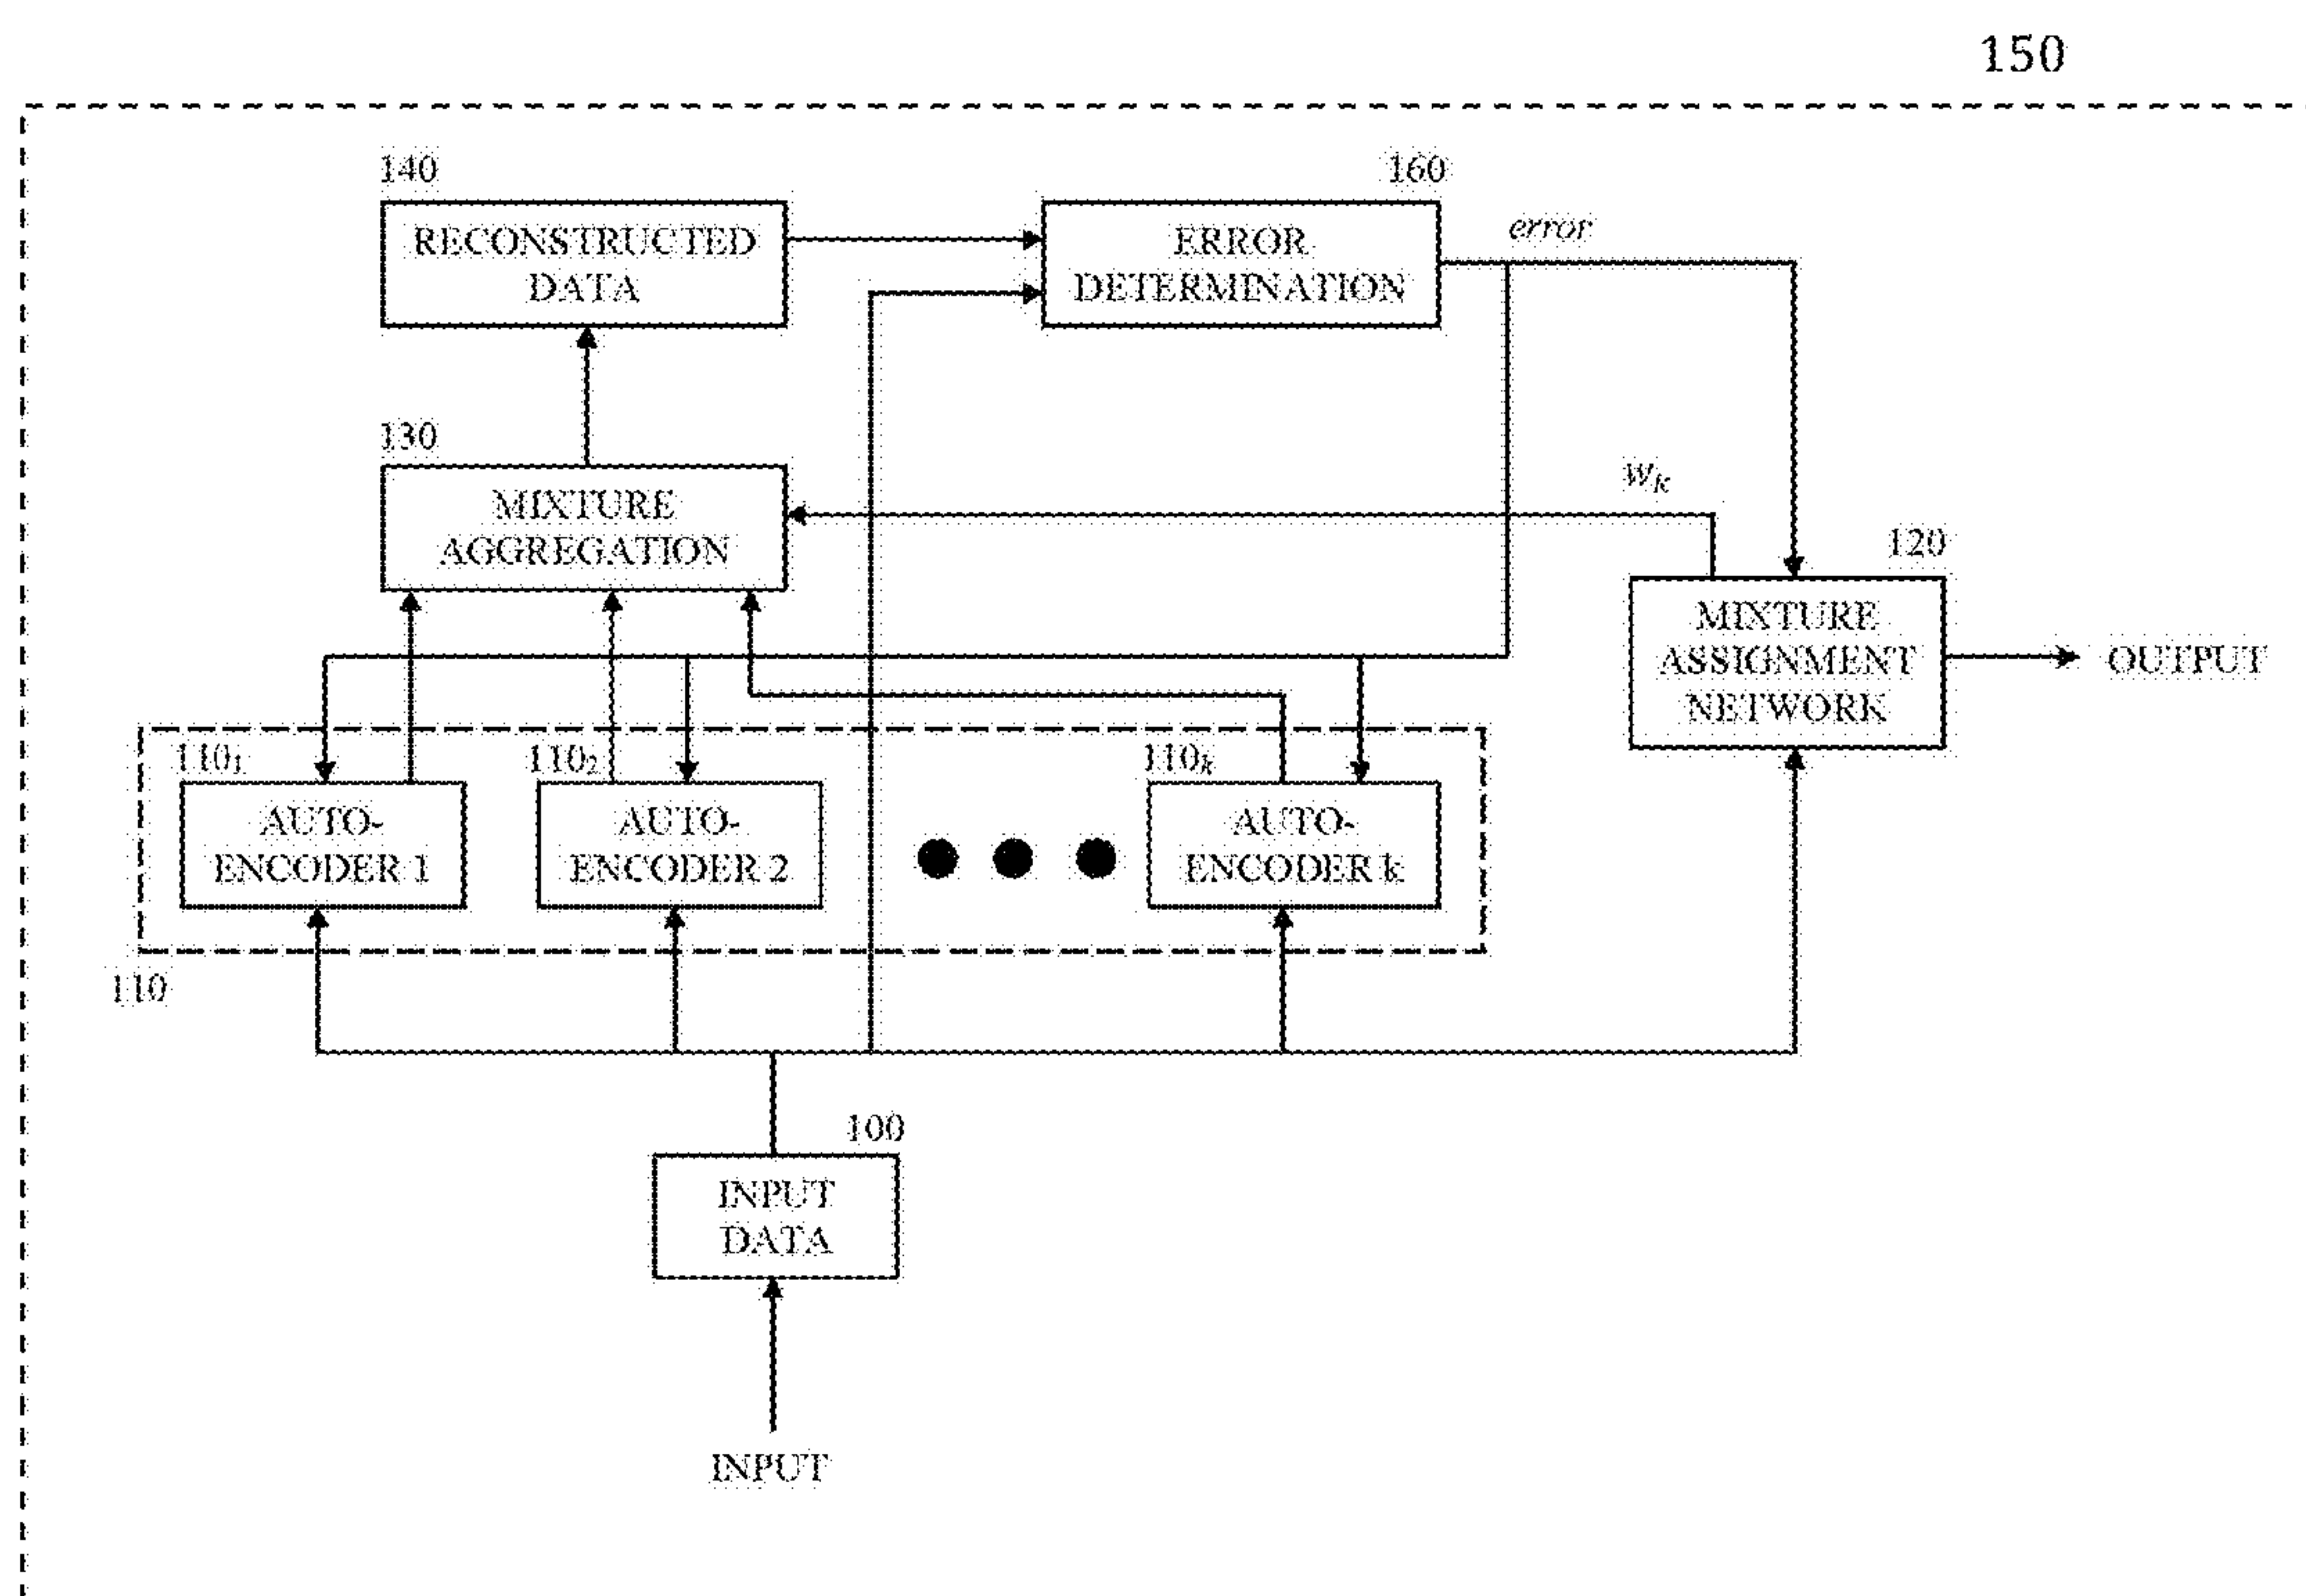 150
140
RECONSTRUCTED
DATA
160
ERROR
DETERMINATION
error
130
MIXTURE
AGGREGATION
Wk
120
MIXTURE
ASSIGNMENT
NETWORK
OUTPUT
110₁
AUTO-
ENCODER 1
110₂
AUTO-
ENCODER 2
110ₖ
AUTO-
ENCODER k
110
100
INPUT
DATA
INPUT